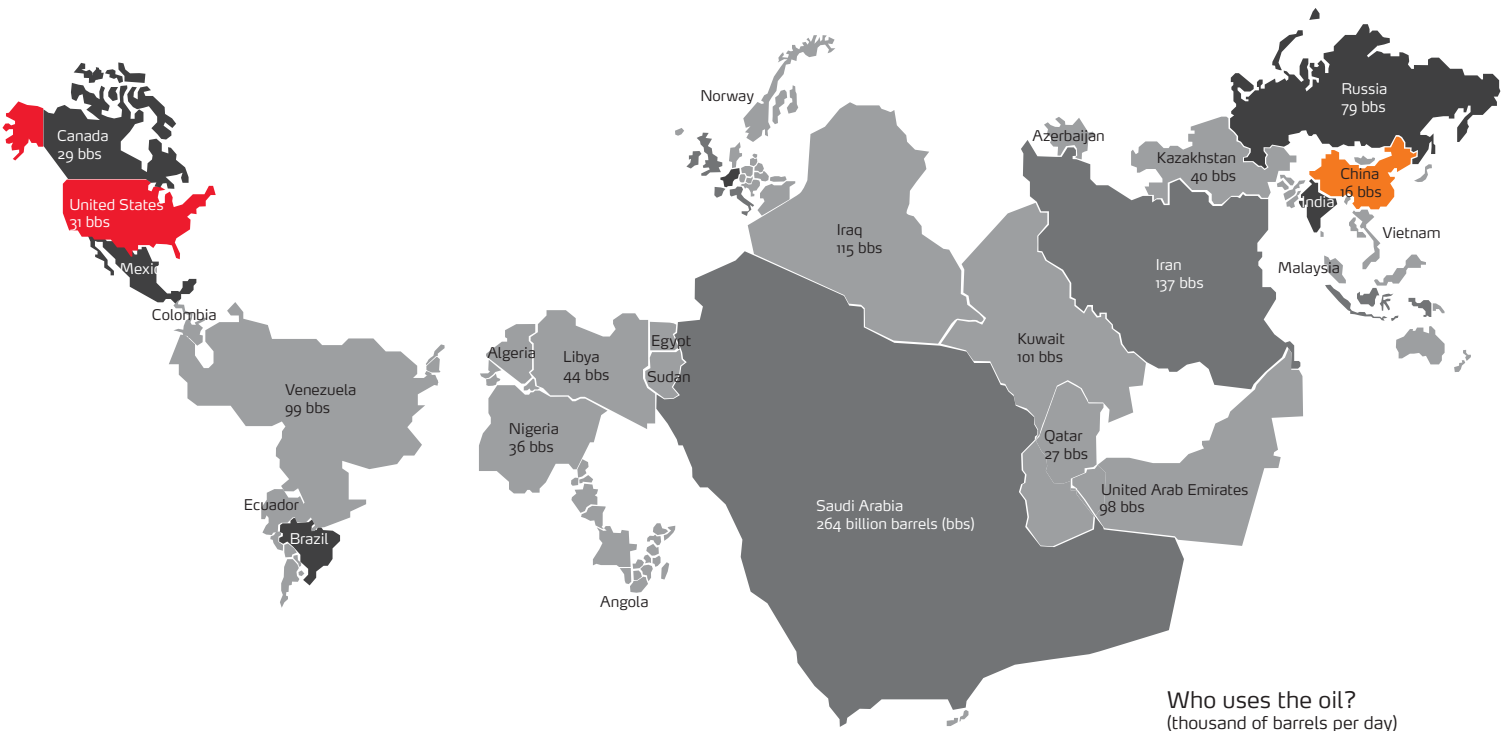 Canada
29 bbs
United States
31 bbs
Mexic
Colombia
Venezuela
99 bbs
Ecuador
Brazil
Norway
Algeria
Libya
44 bbs
Egypt
Sudan
Nigeria
36 bbs
Angola
Iraq
115 bbs
Saudi Arabia
264 billion barrels (bbs)
Kuwait
101 bbs
Qatar
27 bbs
United Arab Emirates
98 bbs
Iran
137 bbs
Azerbaijan
Kazakhstan
40 bbs
Russia
79 bbs
China
16 bbs
India
Vietnam
Malaysia
Who uses the oil?
(thousand of barrels per day)